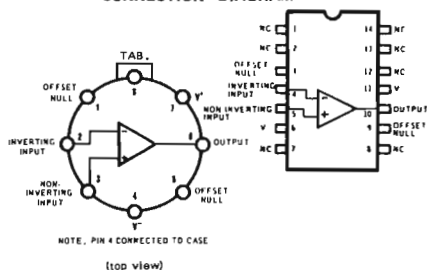 CONNECTION DIAGRAM
TAB.
8
OFFSET
NULL
1
7
V+
INVERTING
INPUT
2
6
OUTPUT
NON-
INVERTING
INPUT
3
5
OFFSET
NULL
4
V-
NOTE, PIN 4 CONNECTED TO CASE
(top view)
NC 1
14 NC
NC 2
13 NC
OFFSET
NULL 3
12 NC
INVERTING
INPUT 4
11 V
NON INVERTING
INPUT 5
10 OUTPUT
V 6
9 OFFSET
NULL
NC 7
8 NC